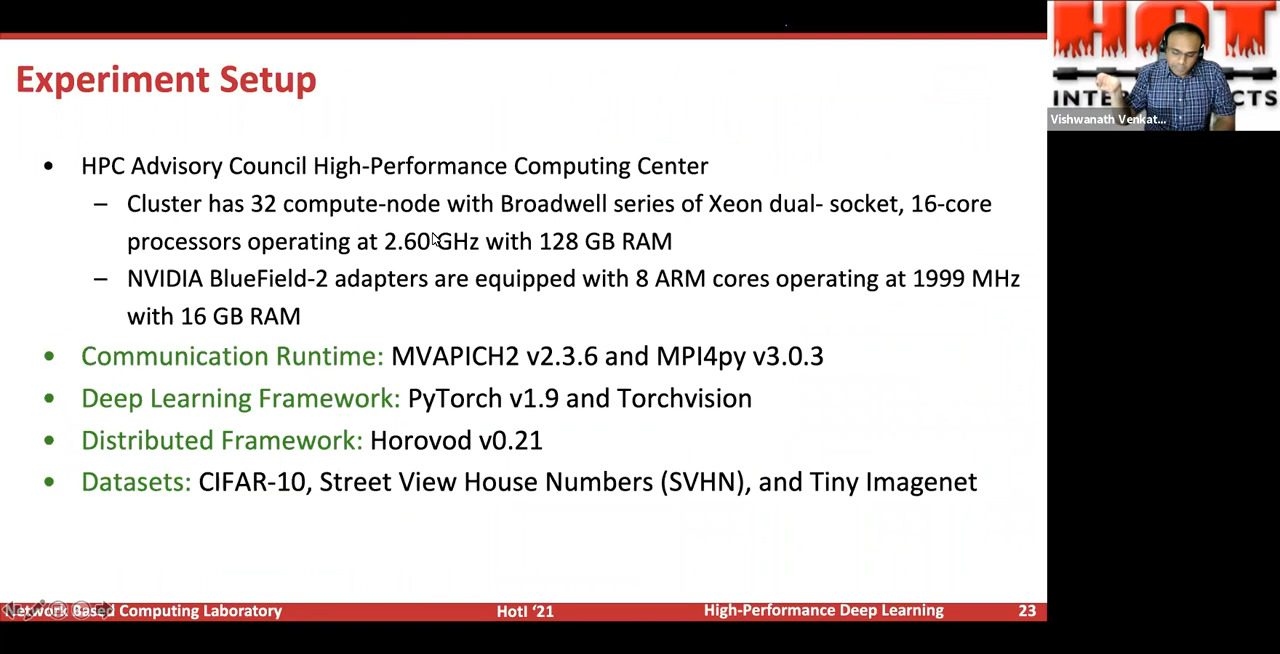 Experiment Setup
• HPC Advisory Council High-Performance Computing Center
– Cluster has 32 compute-node with Broadwell series of Xeon dual- socket, 16-core
processors operating at 2.60 GHz with 128 GB RAM
– NVIDIA BlueField-2 adapters are equipped with 8 ARM cores operating at 1999 MHz
with 16 GB RAM
• Communication Runtime: MVAPICH2 v2.3.6 and MPI4py v3.0.3
• Deep Learning Framework: PyTorch v1.9 and Torchvision
• Distributed Framework: Horovod v0.21
• Datasets: CIFAR-10, Street View House Numbers (SVHN), and Tiny Imagenet
Network Based Computing Laboratory
HotI ‘21
High-Performance Deep Learning
23
HOT
INTE CTS
Vishwanath Venkat...